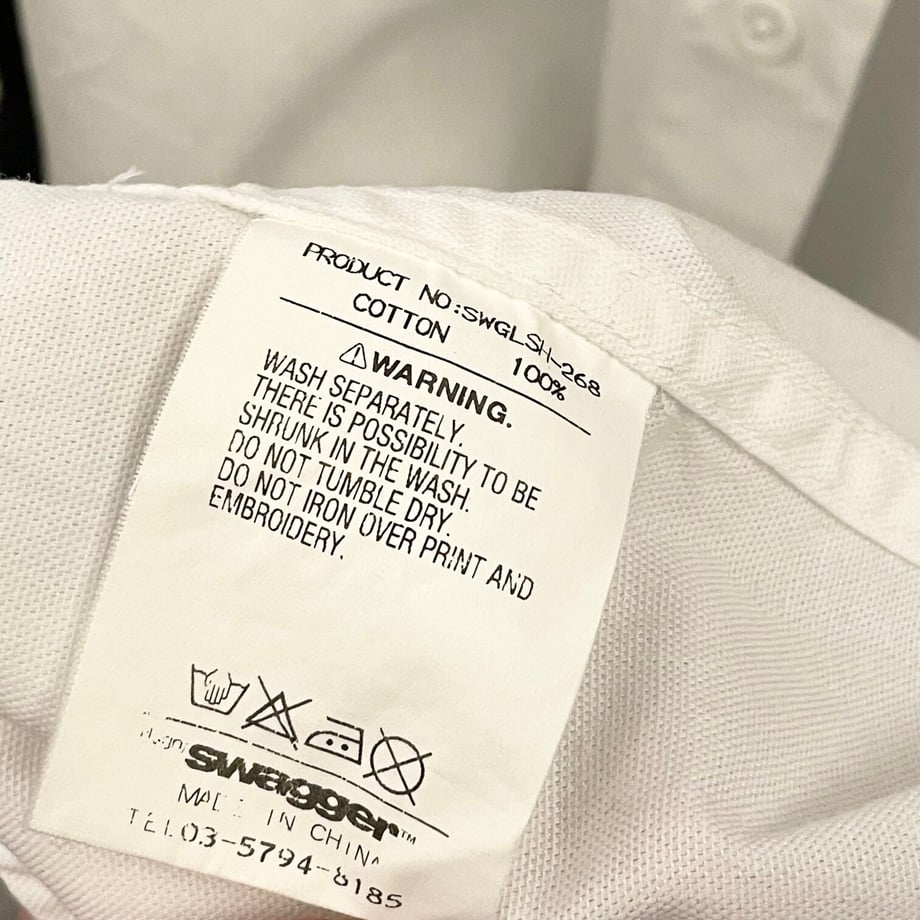 PRODUCT NO:SWGLSH-268
COTTON 100%
WARNING.
WASH SEPARATELY.
THERE IS POSSIBILITY TO BE
SHRUNK IN THE WASH.
DO NOT TUMBLE DRY.
DO NOT IRON OVER PRINT AND
EMBROIDERY.
swagger™
MADE IN CHINA
TEL.03-5794-8185